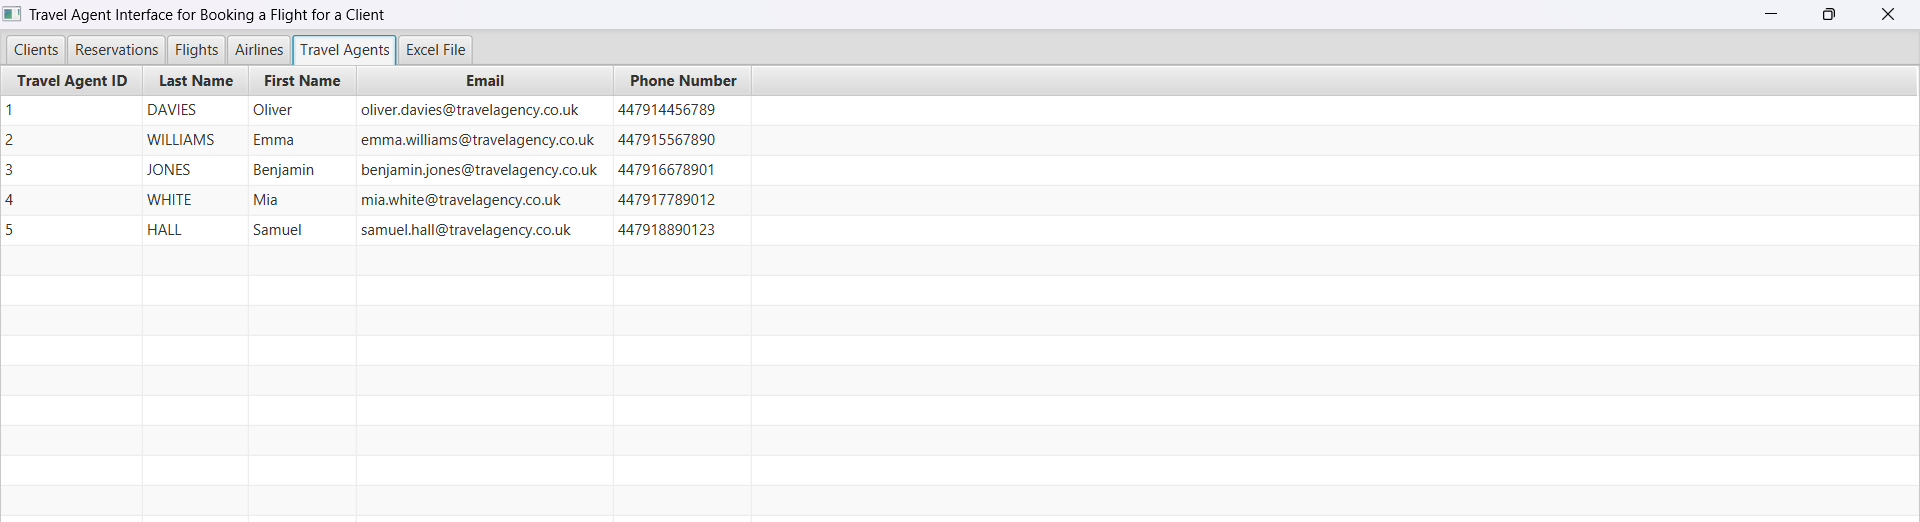 Travel Agent Interface for Booking a Flight for a Client
Clients Reservations Flights Airlines Travel Agents Excel File
Travel Agent ID Last Name First Name Email Phone Number
1 DAVIES Oliver oliver.davies@travelagency.co.uk 447914456789
2 WILLIAMS Emma emma.williams@travelagency.co.uk 447915567890
3 JONES Benjamin benjamin.jones@travelagency.co.uk 447916678901
4 WHITE Mia mia.white@travelagency.co.uk 447917789012
5 HALL Samuel samuel.hall@travelagency.co.uk 447918890123